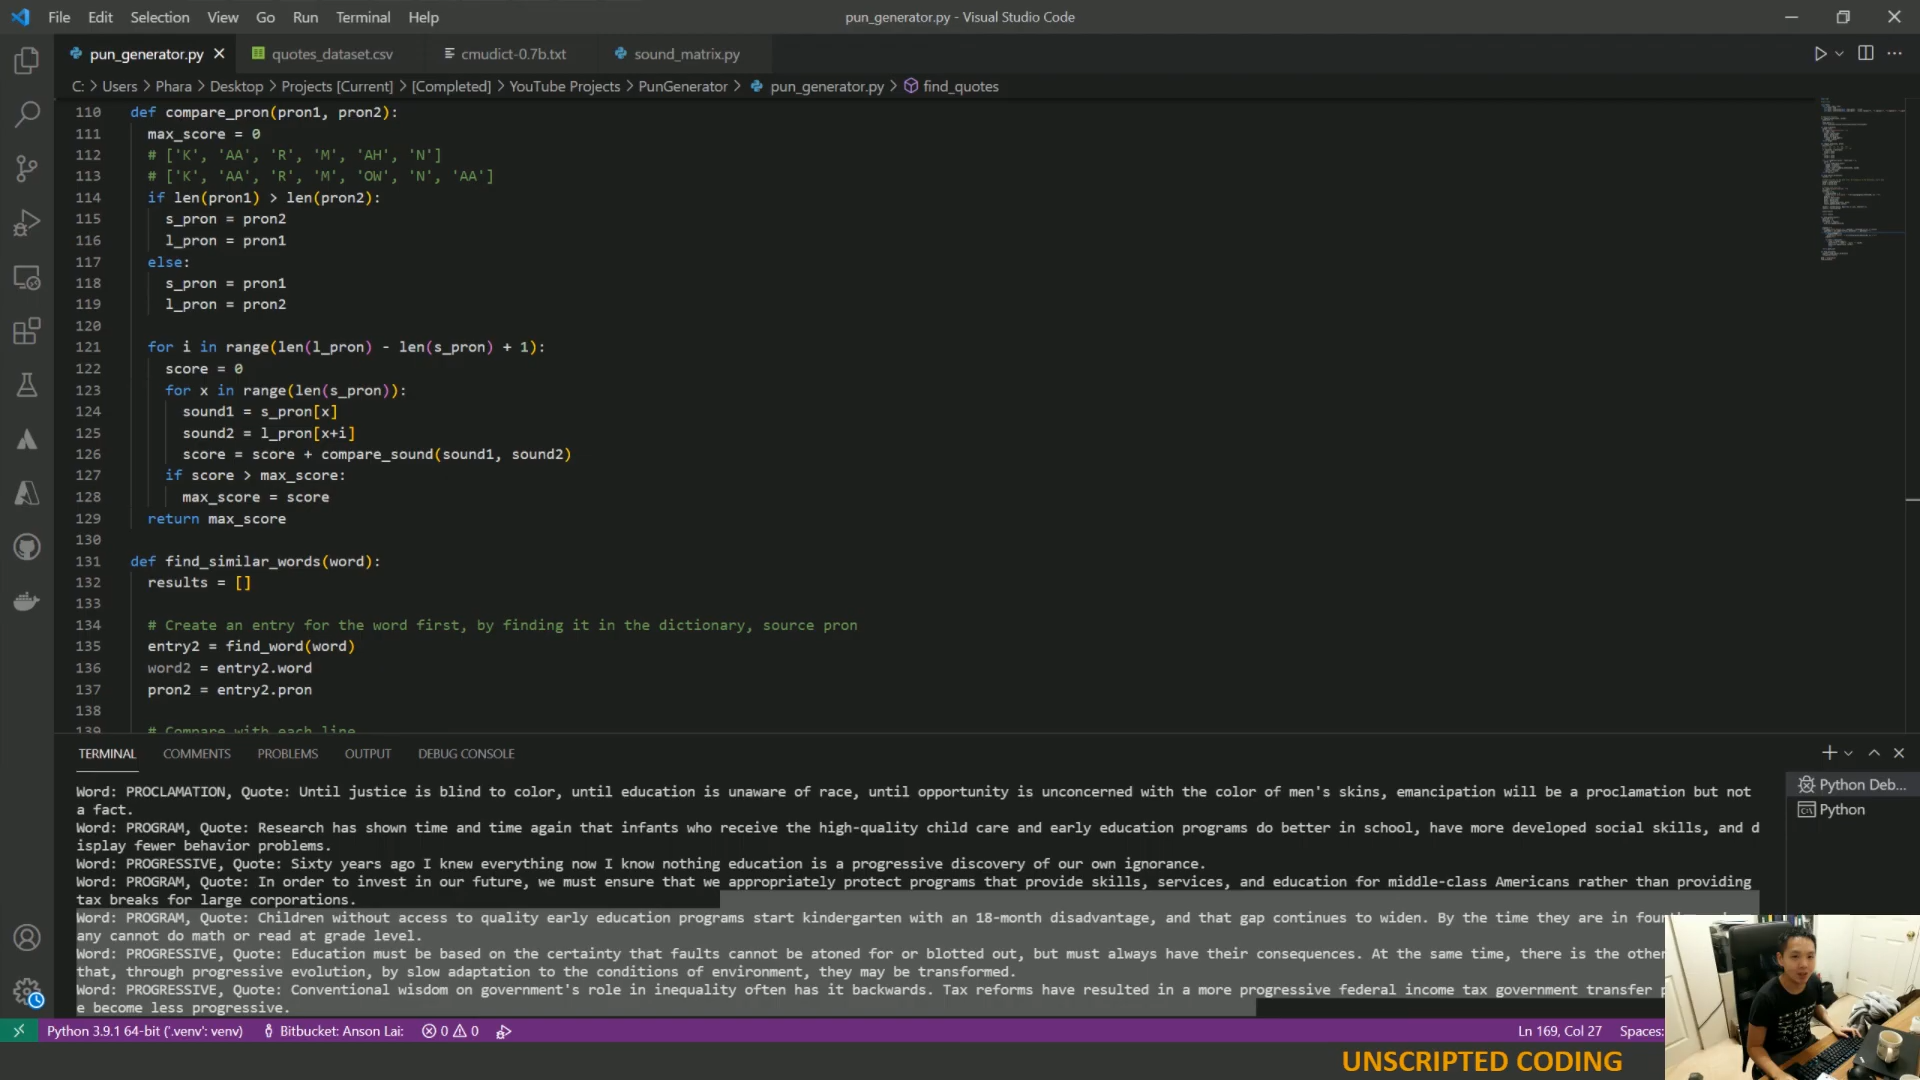 File Edit Selection View Go Run Terminal Help
pun_generator.py - Visual Studio Code
pun_generator.py quotes_dataset.csv cmudict-0.7b.txt sound_matrix.py
C: > Users > Phara > Desktop > Projects [Current] > [Completed] > YouTube Projects > PunGenerator > pun_generator.py > find_quotes
110 def compare_pron(pron1, pron2):
111 max_score = 0
112 # ['K', 'AA', 'R', 'M', 'AH', 'N']
113 # ['K', 'AA', 'R', 'M', 'OW', 'N', 'AA']
114 if len(pron1) > len(pron2):
115 s_pron = pron2
116 l_pron = pron1
117 else:
118 s_pron = pron1
119 l_pron = pron2
120
121 for i in range(len(l_pron) - len(s_pron) + 1):
122 score = 0
123 for x in range(len(s_pron)):
124 sound1 = s_pron[x]
125 sound2 = l_pron[x+i]
126 score = score + compare_sound(sound1, sound2)
127 if score > max_score:
128 max_score = score
129 return max_score
130
131 def find_similar_words(word):
132 results = []
133
134 # Create an entry for the word first, by finding it in the dictionary, source pron
135 entry2 = find_word(word)
136 word2 = entry2.word
137 pron2 = entry2.pron
138
139 # Compare with each line
TERMINAL COMMENTS PROBLEMS OUTPUT DEBUG CONSOLE
Python Deb...
Python
Word: PROCLAMATION, Quote: Until justice is blind to color, until education is unaware of race, until opportunity is unconcerned with the color of men's skins, emancipation will be a proclamation but not
a fact.
Word: PROGRAM, Quote: Research has shown time and time again that infants who receive the high-quality child care and early education programs do better in school, have more developed social skills, and d
isplay fewer behavior problems.
Word: PROGRESSIVE, Quote: Sixty years ago I knew everything now I know nothing education is a progressive discovery of our own ignorance.
Word: PROGRAM, Quote: In order to invest in our future, we must ensure that we appropriately protect programs that provide skills, services, and education for middle-class Americans rather than providing
tax breaks for large corporations.
Word: PROGRAM, Quote: Children without access to quality early education programs start kindergarten with an 18-month disadvantage, and that gap continues to widen. By the time they are in
any cannot do math or read at grade level.
Word: PROGRESSIVE, Quote: Education must be based on the certainty that faults cannot be atoned for or blotted out, but must always have their consequences. At the same time, there is the other
that, through progressive evolution, by slow adaptation to the conditions of environment, they may be transformed.
Word: PROGRESSIVE, Quote: Conventional wisdom on government's role in inequality often has it backwards. Tax reforms have resulted in a more progressive federal income tax government transfer
e become less progressive.
Python 3.9.1 64-bit ('.venv': venv) Bitbucket: Anson Lai: 0 0 Ln 169, Col 27 Spaces:
UNSCRIPTED CODING